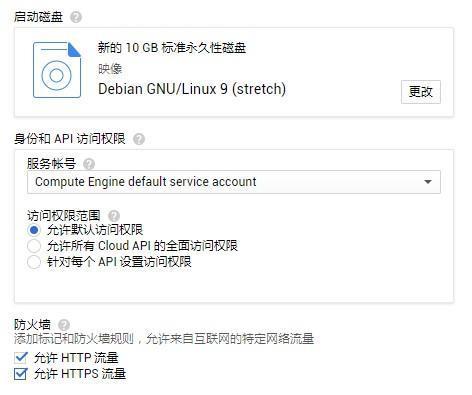 启动磁盘
新的 10 GB 标准永久性磁盘
映像
Debian GNU/Linux 9 (stretch)
更改
身份和 API 访问权限
服务帐号
Compute Engine default service account
访问权限范围
允许默认访问权限
允许所有 Cloud API 的全面访问权限
针对每个 API 设置访问权限
防火墙
添加标记和防火墙规则，允许来自互联网的特定网络流量
允许 HTTP 流量
允许 HTTPS 流量